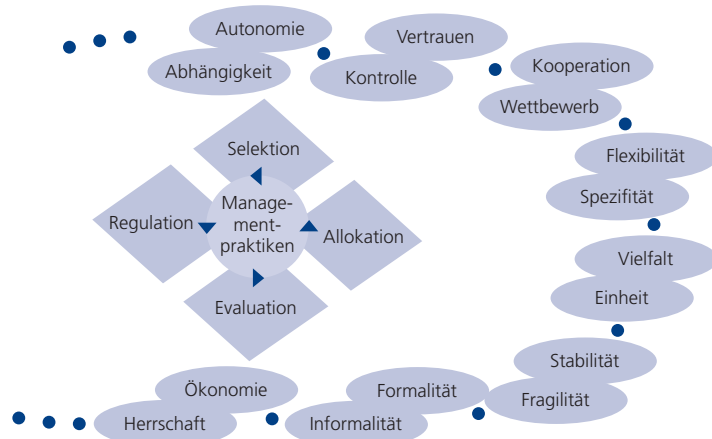 Autonomie
Abhängigkeit
Vertrauen
Kontrolle
Kooperation
Wettbewerb
Flexibilität
Spezifität
Vielfalt
Einheit
Stabilität
Fragilität
Formalität
Informalität
Ökonomie
Herrschaft
Selektion
Regulation
Manage-
ment-
praktiken
Allokation
Evaluation